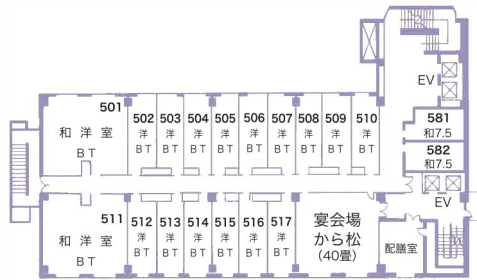 EV
501
和洋室
BT
502
洋
BT
503
洋
BT
504
洋
BT
505
洋
BT
506
洋
BT
507
洋
BT
508
洋
BT
509
洋
BT
510
洋
BT
581
和7.5
582
和7.5
EV
511
和洋室
BT
512
洋
BT
513
洋
BT
514
洋
BT
515
洋
BT
516
洋
BT
517
洋
BT
宴会場
から松
(40畳)
配膳室